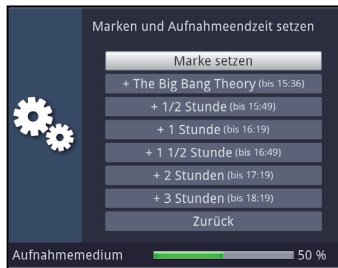 Marken und Aufnahmeendzeit setzen
Marke setzen
+ The Big Bang Theory (bis 15:36)
+ 1/2 Stunde (bis 15:49)
+ 1 Stunde (bis 16:19)
+ 1 1/2 Stunde (bis 16:49)
+ 2 Stunden (bis 17:19)
+ 3 Stunden (bis 18:19)
Zurück
Aufnahmemedium 50 %